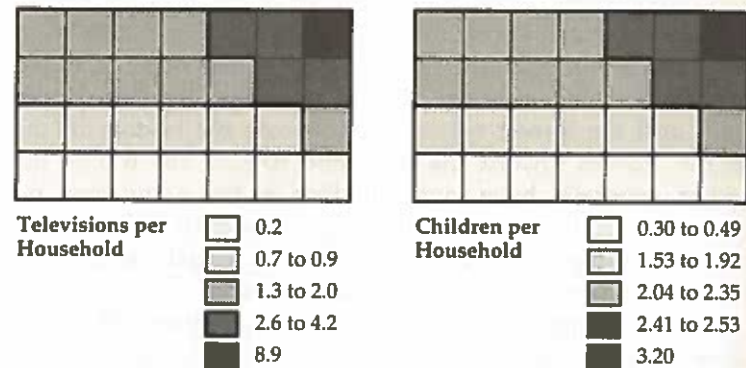 Televisions per
Household
0.2
0.7 to 0.9
1.3 to 2.0
2.6 to 4.2
8.9
Children per
Household
0.30 to 0.49
1.53 to 1.92
2.04 to 2.35
2.41 to 2.53
3.20